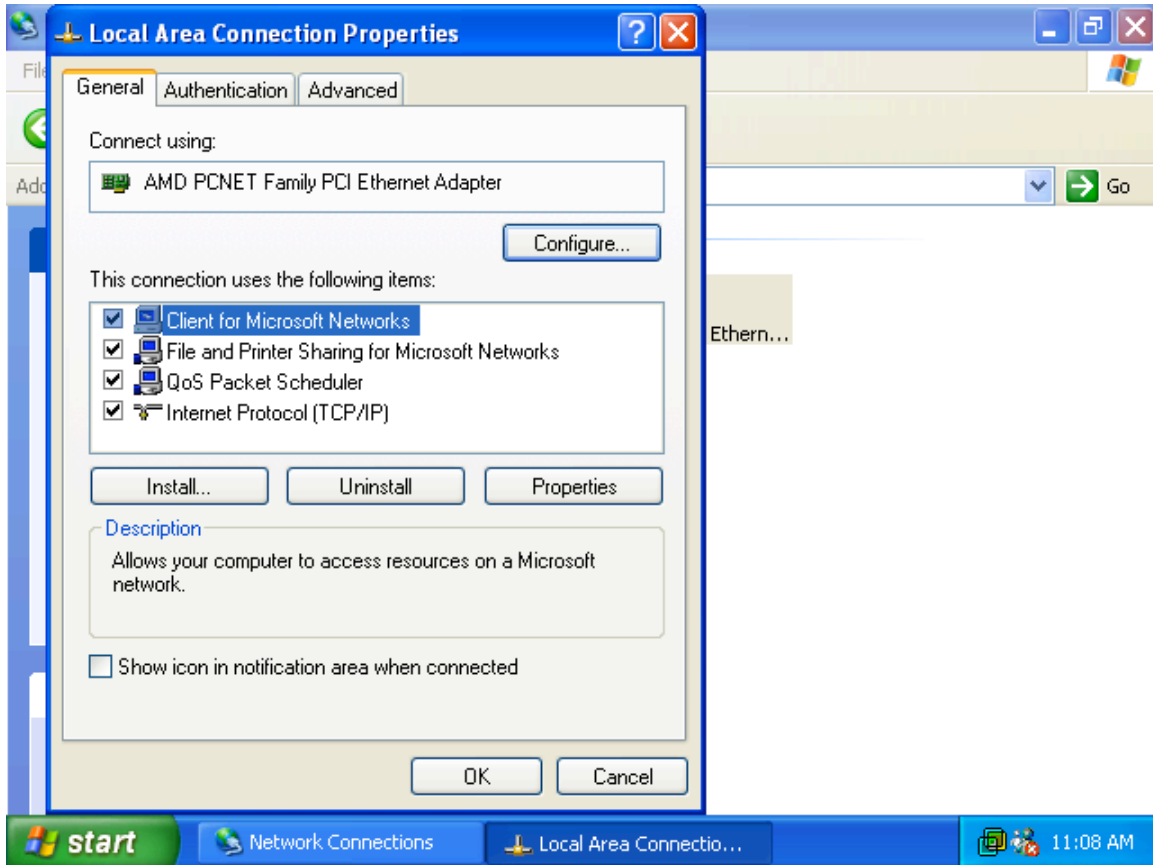 Local Area Connection Properties
File
General
Authentication
Advanced
Connect using:
AMD PCNET Family PCI Ethernet Adapter
Go
Configure...
This connection uses the following items:
Client for Microsoft Networks
File and Printer Sharing for Microsoft Networks
QoS Packet Scheduler
Internet Protocol (TCP/IP)
Ethern...
Install...
Uninstall
Properties
Description
Allows your computer to access resources on a Microsoft
network.
Show icon in notification area when connected
OK
Cancel
start
Network Connections
Local Area Connectio...
11:08 AM